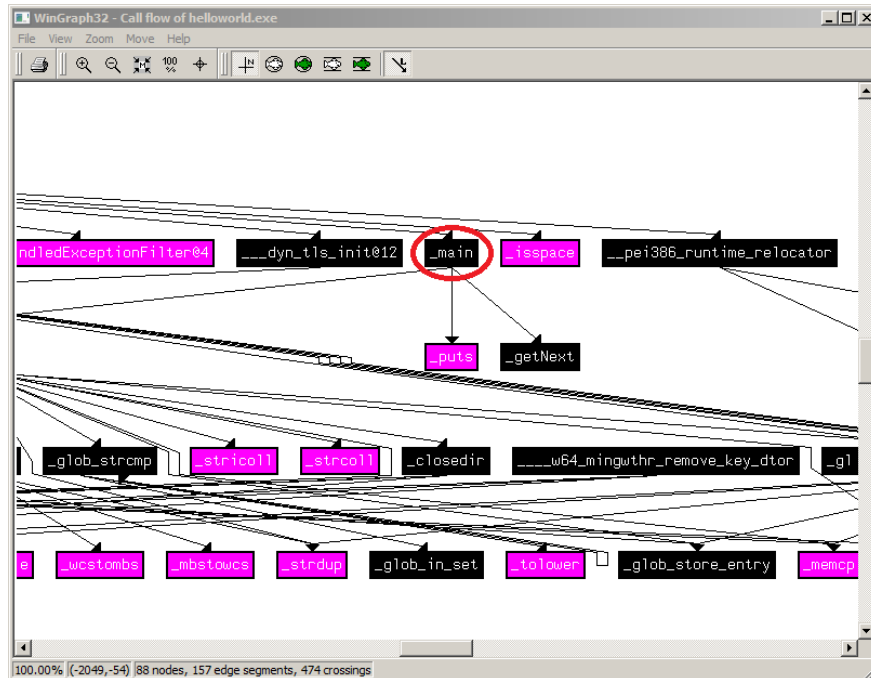 WinGraph32 - Call flow of helloworld.exe
File View Zoom Move Help
100 %
N
ndledExceptionFilter@4 ___dyn_tls_init@12 _main _isspace __pei386_runtime_relocator
_puts _getNext
_glob_strcmp _stricoll _strcoll _closedir ____w64_mingwthr_remove_key_dtor _gl
e _wcstombs _mbstowcs _strdup _glob_in_set _tolower _glob_store_entry _memcp
100.00% (-2049,-54) 88 nodes, 157 edge segments, 474 crossings